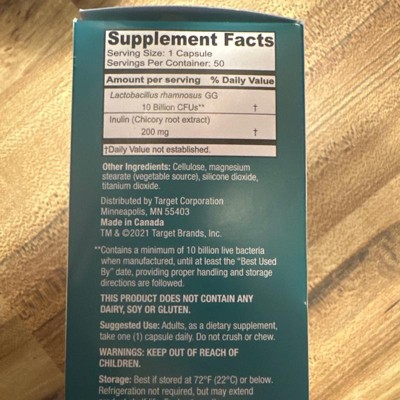 Supplement Facts
Serving Size: 1 Capsule
Servings Per Container: 50
Amount per serving % Daily Value
Lactobacillus rhamnosus GG
10 Billion CFUs** †
Inulin (Chicory root extract)
200 mg †
†Daily Value not established.
Other Ingredients: Cellulose, magnesium
stearate (vegetable source), silicone dioxide,
titanium dioxide.
Distributed by Target Corporation
Minneapolis, MN 55403
Made in Canada
TM & ©2021 Target Brands, Inc.
**Contains a minimum of 10 billion live bacteria
when manufactured, until at least the "Best Used
By" date, providing proper handling and storage
directions are followed.
THIS PRODUCT DOES NOT CONTAIN ANY
DAIRY, SOY OR GLUTEN.
Suggested Use: Adults, as a dietary supplement,
take one (1) capsule daily. Do not crush or chew.
WARNINGS: KEEP OUT OF REACH OF
CHILDREN.
Storage: Best if stored at 72°F (22°C) or below.
Refrigeration not required, but may extend